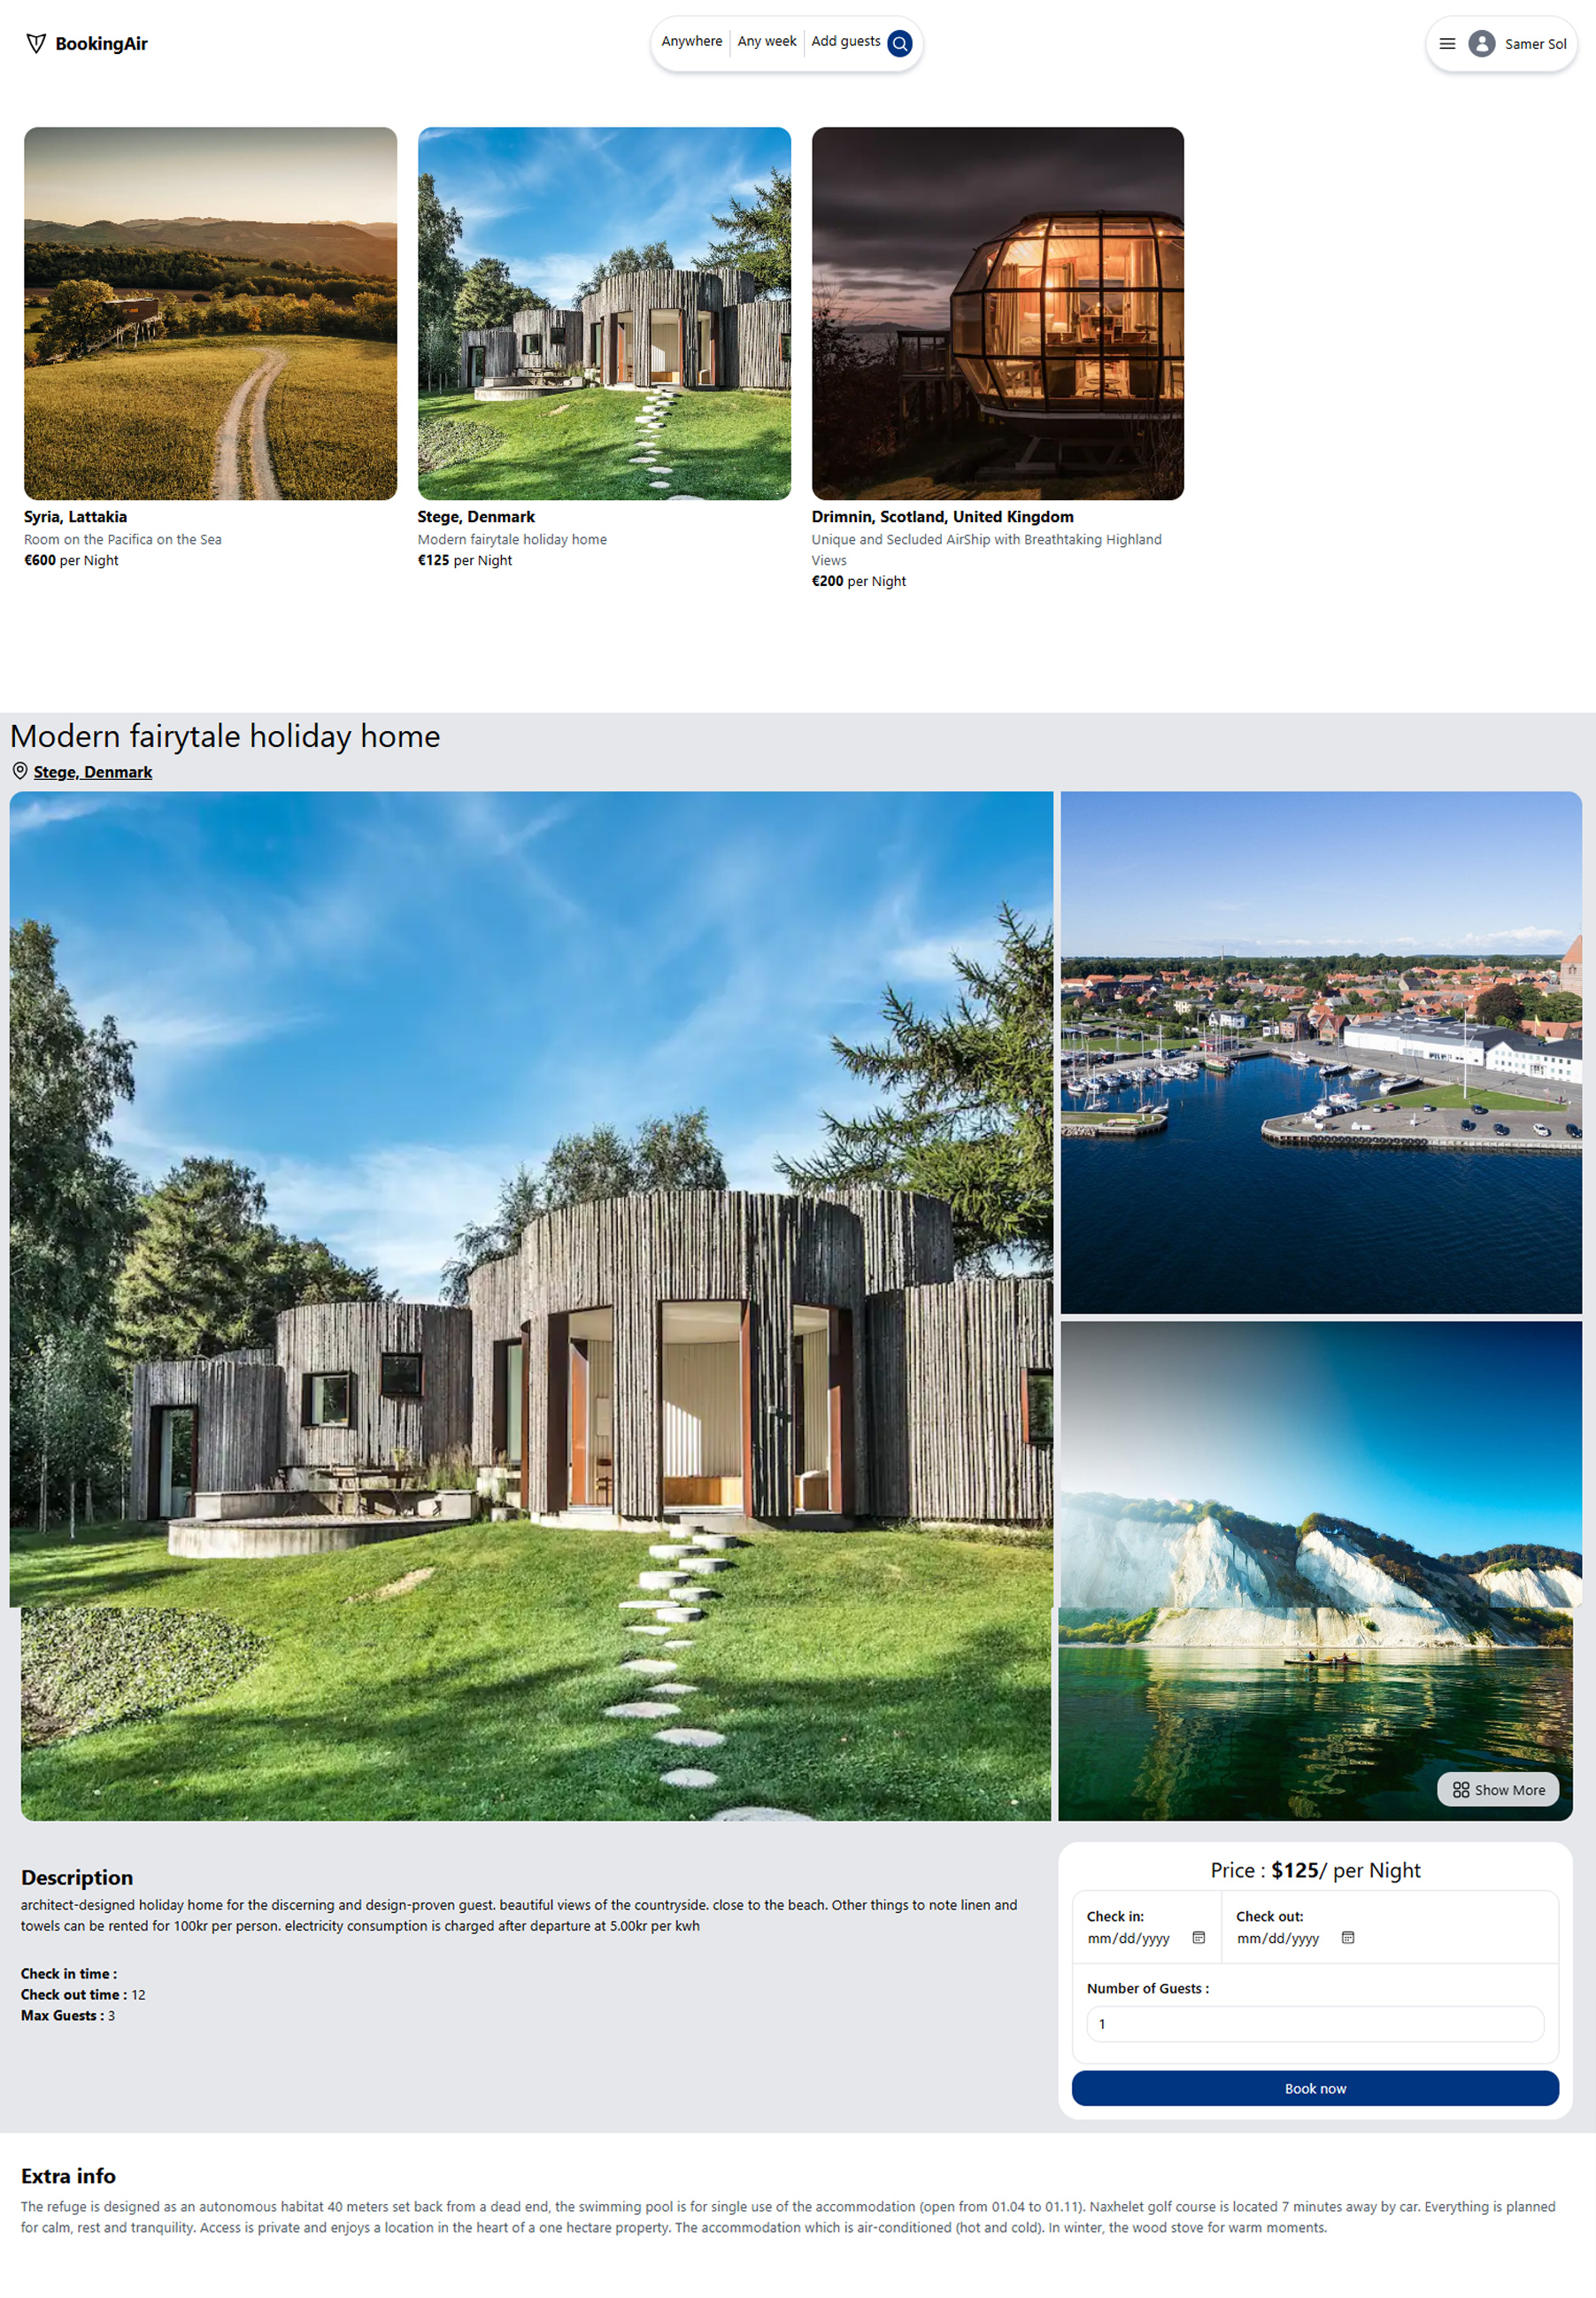 BookingAir
Anywhere Any week Add guests
Samer Sol
Syria, Lattakia
Room on the Pacifica on the Sea
€600 per Night
Stege, Denmark
Modern fairytale holiday home
€125 per Night
Drimnin, Scotland, United Kingdom
Unique and Secluded AirShip with Breathtaking Highland
Views
€200 per Night
Modern fairytale holiday home
Stege, Denmark
Show More
Description
architect-designed holiday home for the discerning and design-proven guest. beautiful views of the countryside. close to the beach. Other things to note linen and
towels can be rented for 100kr per person. electricity consumption is charged after departure at 5.00kr per kwh
Check in time :
Check out time : 12
Max Guests : 3
Price : $125/ per Night
Check in:
mm/dd/yyyy
Check out:
mm/dd/yyyy
Number of Guests :
1
Book now
Extra info
The refuge is designed as an autonomous habitat 40 meters set back from a dead end, the swimming pool is for single use of the accommodation (open from 01.04 to 01.11). Naxhelet golf course is located 7 minutes away by car. Everything is planned
for calm, rest and tranquility. Access is private and enjoys a location in the heart of a one hectare property. The accommodation which is air-conditioned (hot and cold). In winter, the wood stove for warm moments.